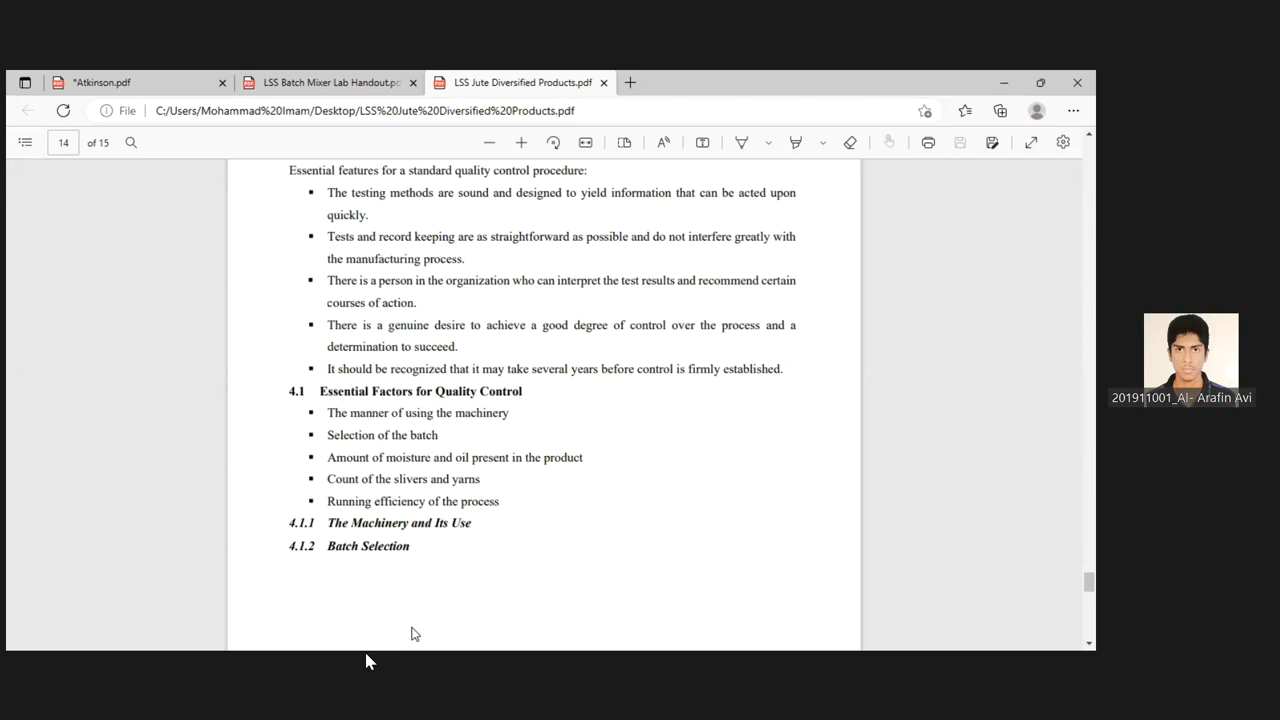 *Atkinson.pdf
LSS Batch Mixer Lab Handout.pd
LSS Jute Diversified Products.pdf
File
C:/Users/Mohammad%20Imam/Desktop/LSS%20Jute%20Diversified%20Products.pdf
14 of 15
Essential features for a standard quality control procedure:
▪ The testing methods are sound and designed to yield information that can be acted upon
quickly.
▪ Tests and record keeping are as straightforward as possible and do not interfere greatly with
the manufacturing process.
▪ There is a person in the organization who can interpret the test results and recommend certain
courses of action.
▪ There is a genuine desire to achieve a good degree of control over the process and a
determination to succeed.
▪ It should be recognized that it may take several years before control is firmly established.
4.1 Essential Factors for Quality Control
▪ The manner of using the machinery
▪ Selection of the batch
▪ Amount of moisture and oil present in the product
▪ Count of the slivers and yarns
▪ Running efficiency of the process
4.1.1 The Machinery and Its Use
4.1.2 Batch Selection
201911001_Al- Arafin Avi